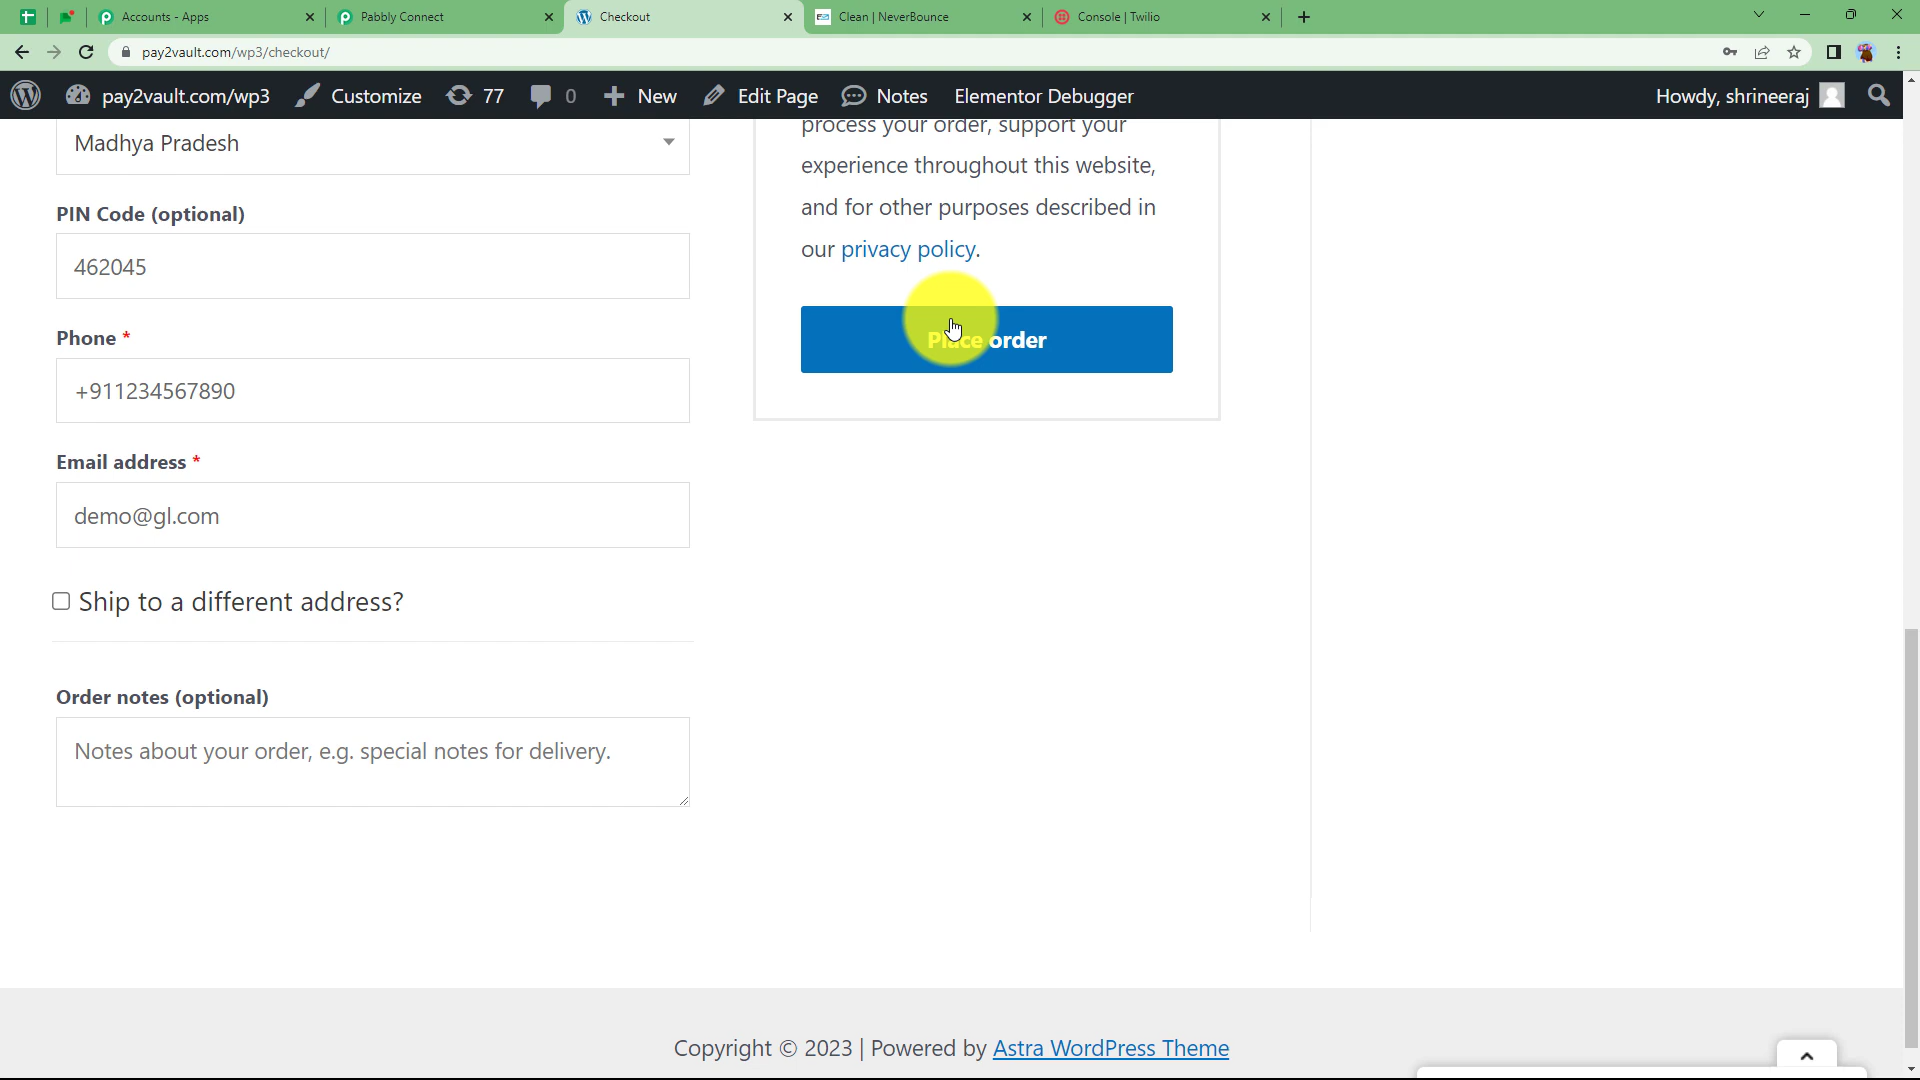 Accounts - Apps
Pabbly Connect
Checkout
Clean | NeverBounce
Console | Twilio
pay2vault.com/wp3/checkout/
pay2vault.com/wp3
Customize
77
0
New
Edit Page
Notes
Elementor Debugger
Howdy, shrineeraj
Madhya Pradesh
PIN Code (optional)
462045
Phone *
+911234567890
Email address *
demo@gl.com
Ship to a different address?
Order notes (optional)
Notes about your order, e.g. special notes for delivery.
process your order, support your
experience throughout this website,
and for other purposes described in
our privacy policy.
Place order
Copyright © 2023 | Powered by Astra WordPress Theme